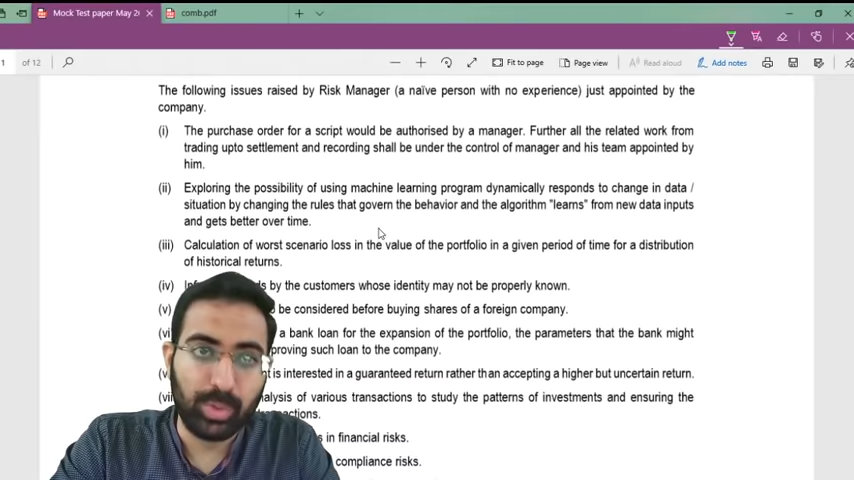 Mock Test paper May 2
comb.pdf
1 of 12
Fit to page
Page view
Read aloud
Add notes
The following issues raised by Risk Manager (a naïve person with no experience) just appointed by the
company.
(i) The purchase order for a script would be authorised by a manager. Further all the related work from
trading upto settlement and recording shall be under the control of manager and his team appointed by
him.
(ii) Exploring the possibility of using machine learning program dynamically responds to change in data /
situation by changing the rules that govern the behavior and the algorithm "learns" from new data inputs
and gets better over time.
(iii) Calculation of worst scenario loss in the value of the portfolio in a given period of time for a distribution
of historical returns.
(iv) by the customers whose identity may not be properly known.
(v) be considered before buying shares of a foreign company.
a bank loan for the expansion of the portfolio, the parameters that the bank might
such loan to the company.
is interested in a guaranteed return rather than accepting a higher but uncertain return.
of various transactions to study the patterns of investments and ensuring the
in financial risks.
compliance risks.